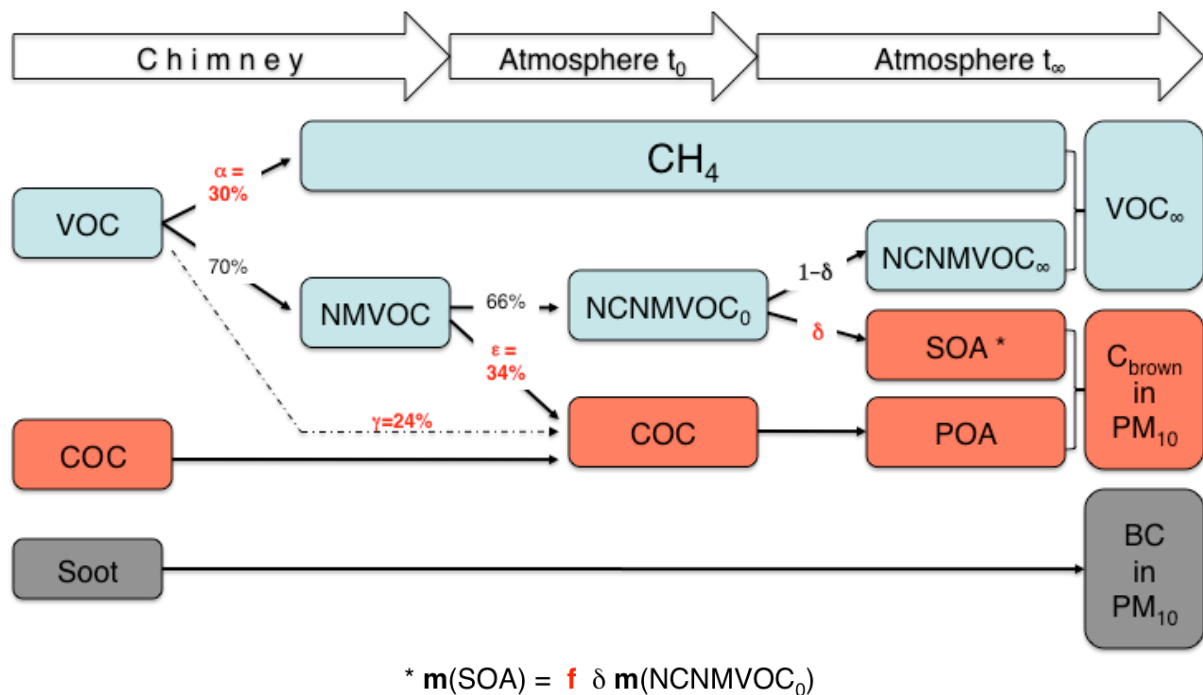 Chimney
Atmosphere t₀
Atmosphere t∞
CH₄
α =
30%
VOC
VOC∞
70%
NMVOC
66%
NCNMVOC₀
1-δ
NCNMVOC∞
δ
SOA *
ε =
34%
γ=24%
COC
COC
POA
C_brown
in
PM₁₀
Soot
BC
in
PM₁₀
* m(SOA) = f δ m(NCNMVOC₀)